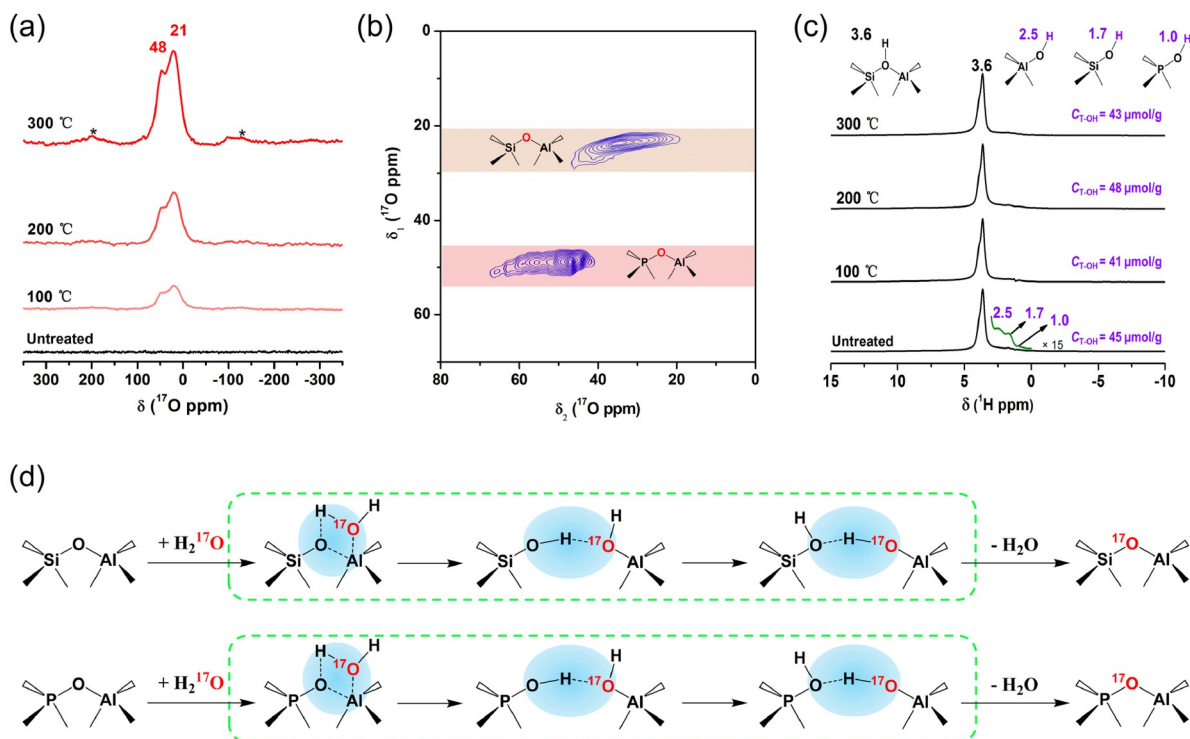 (a)
21
48
300 ℃
*
*
200 ℃
100 ℃
Untreated
350 300 200 100 0 -100 -200 -300
δ (¹⁷O ppm)
(b)
0
20
40
60
Si O Al
P O Al
80 60 40 20 0
δ₁ (¹⁷O ppm)
δ₂ (¹⁷O ppm)
(c)
3.6 2.5 1.7 1.0
H
O
Si Al
H
O
Al
H
O
Si
H
O
P
3.6
300 ℃
C_T-OH = 43 μmol/g
200 ℃
C_T-OH = 48 μmol/g
100 ℃
C_T-OH = 41 μmol/g
2.5 1.7 1.0
Untreated
C_T-OH = 45 μmol/g
× 15
15 10 5 0 -5 -10
δ (¹H ppm)
(d)
Si O Al
+ H₂¹⁷O
H H
¹⁷O
Si O Al
H
Si O H ¹⁷O Al
H
Si O H ¹⁷O Al
- H₂O
Si ¹⁷O Al
P O Al
+ H₂¹⁷O
H H
¹⁷O
P O Al
H
P O H ¹⁷O Al
H
P O H ¹⁷O Al
- H₂O
P ¹⁷O Al